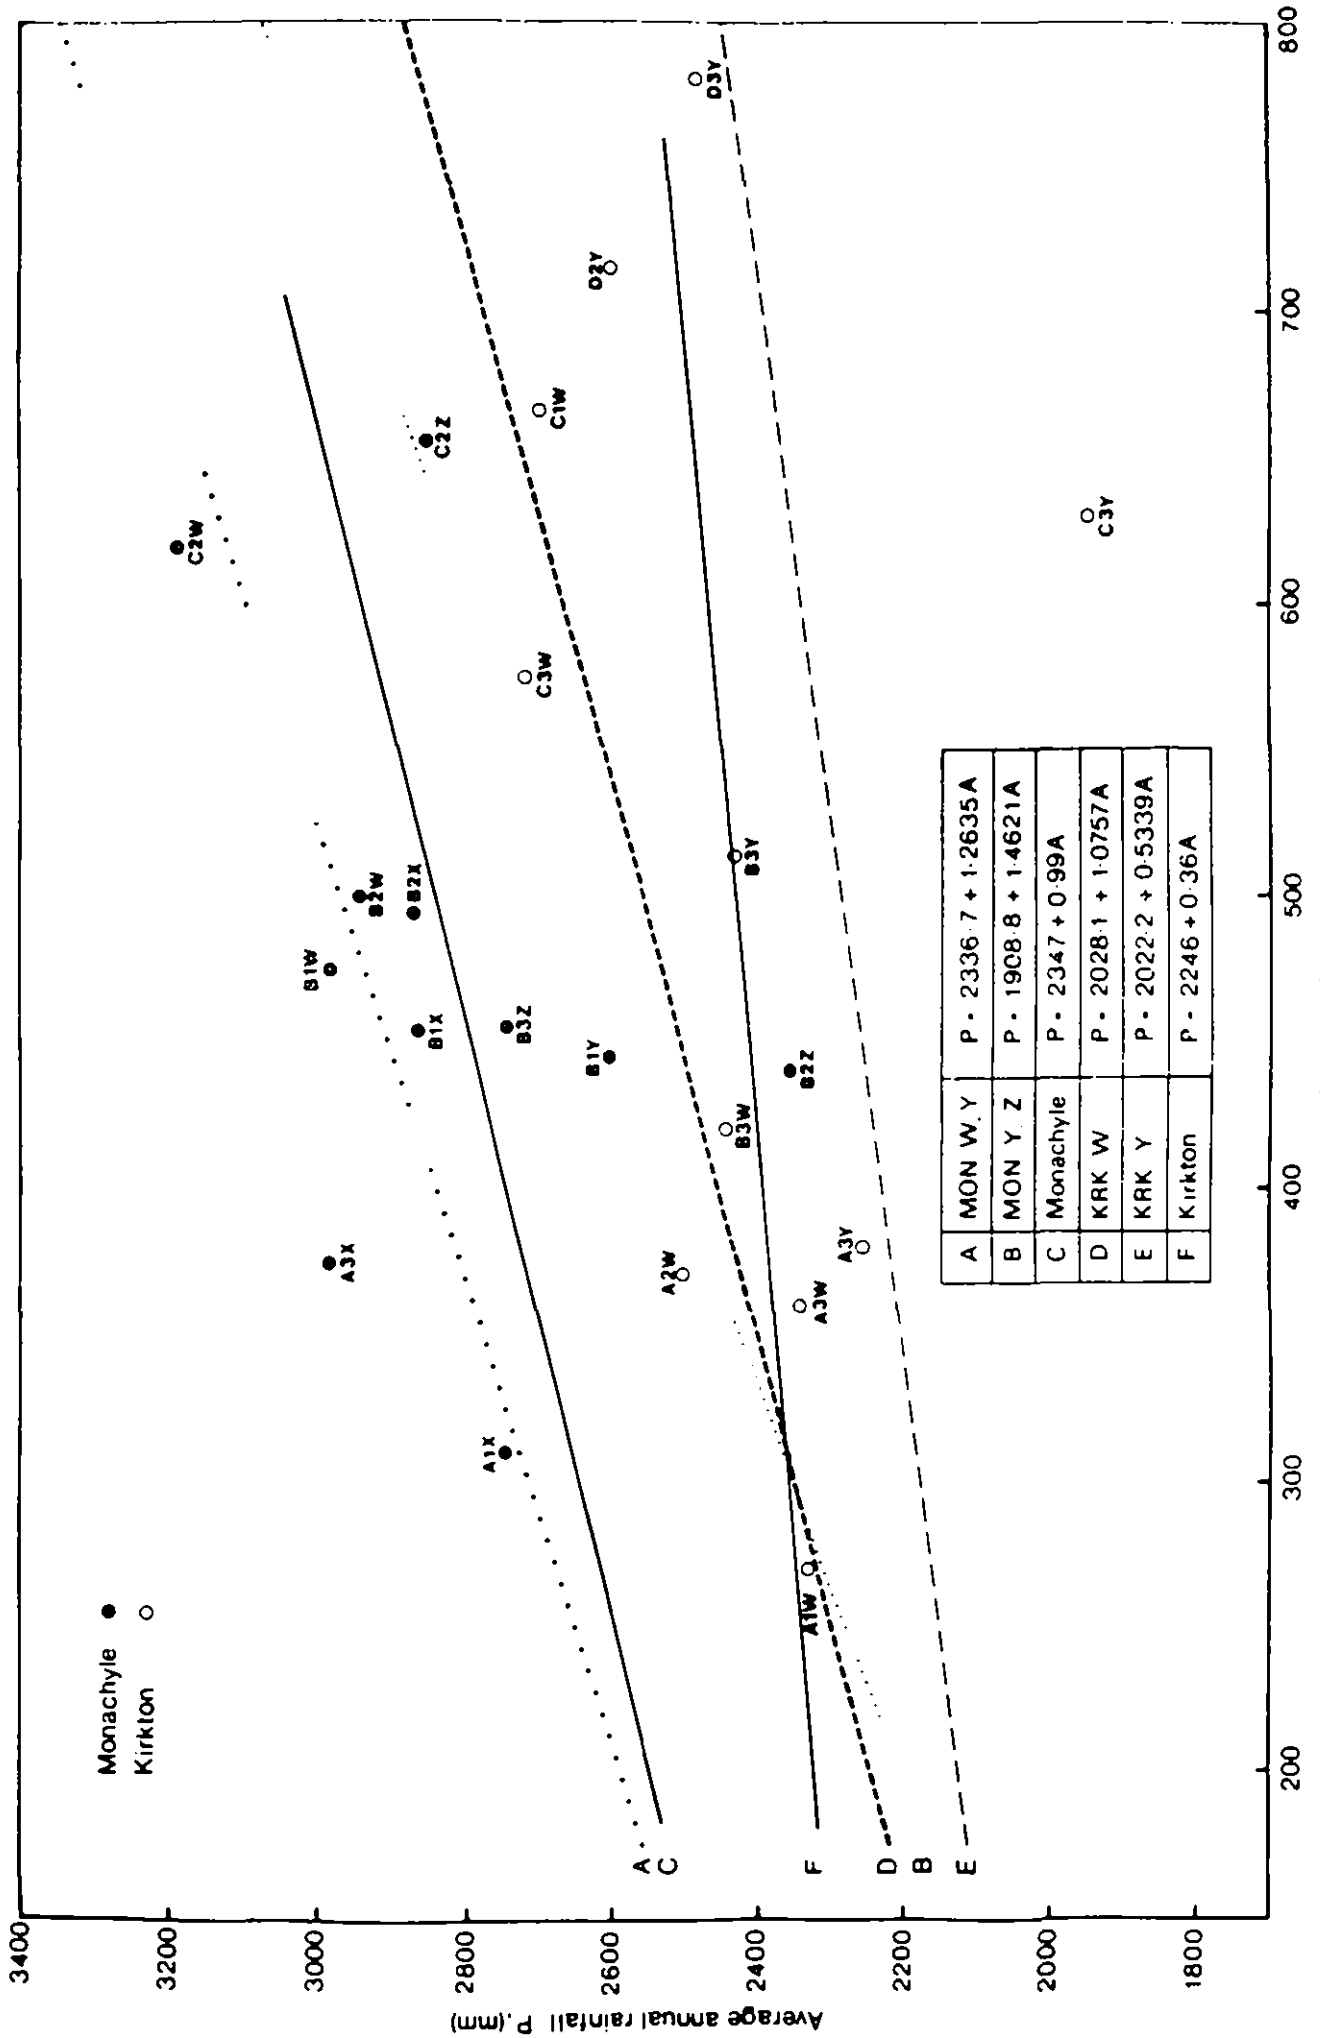 Monachyle
Kirkton
3400
3200
3000
2800
2600
2400
2200
2000
1800
Average annual rainfall P.(mm)
200
300
400
500
600
700
800
A
C
F
D
B
E
A1X
A3X
B1W
B2W
B2X
B1X
B3Z
B1Y
B2Z
C2W
C2Z
A1W
A2W
A3W
A3Y
B3W
B3Y
C3W
C1W
C3Y
D2Y
D3Y
A MON W,Y P = 2336·7 + 1·2635A
B MON Y Z P = 1908·8 + 1·4621A
C Monachyle P = 2347 + 0·99A
D KRK W P = 2028·1 + 1·0757A
E KRK Y P = 2022·2 + 0·5339A
F Kirkton P = 2246 + 0·36A